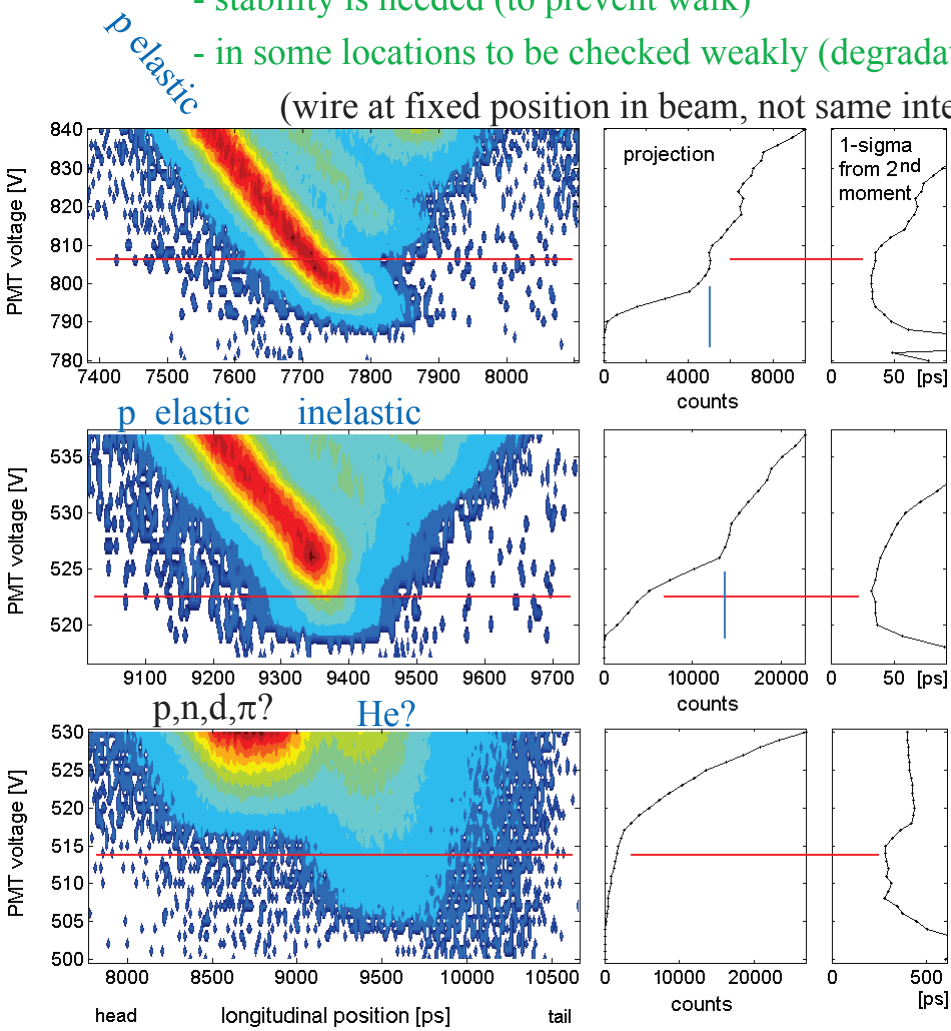 - stability is needed (to prevent walk)
p elastic
- in some locations to be checked weakly (degrada
(wire at fixed position in beam, not same inte
840
830
820
810
800
790
780
PMT voltage [V]
7400 7500 7600 7700 7800 7900 8000
projection
0 4000 8000
counts
1-sigma
from 2nd
moment
0 50 [ps]
p elastic inelastic
535
530
525
520
PMT voltage [V]
9100 9200 9300 9400 9500 9600 9700
0 10000 20000
counts
0 50 [ps]
p,n,d,π? He?
530
525
520
515
510
505
500
PMT voltage [V]
8000 8500 9000 9500 10000 10500
head longitudinal position [ps] tail
0 10000 20000
counts
0 500
[ps]